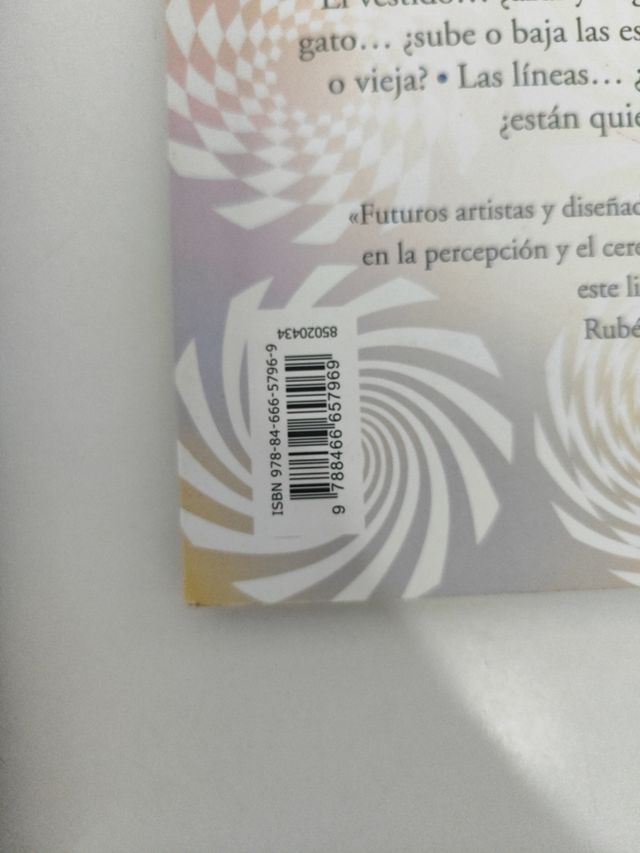 gato… ¿sube o baja las es
o vieja? • Las líneas… ¿
¿están quie
«Futuros artistas y diseñad
en la percepción y el cere
este li
Rubé
85020434
ISBN 978-84-666-5796-9
9 788466 657969